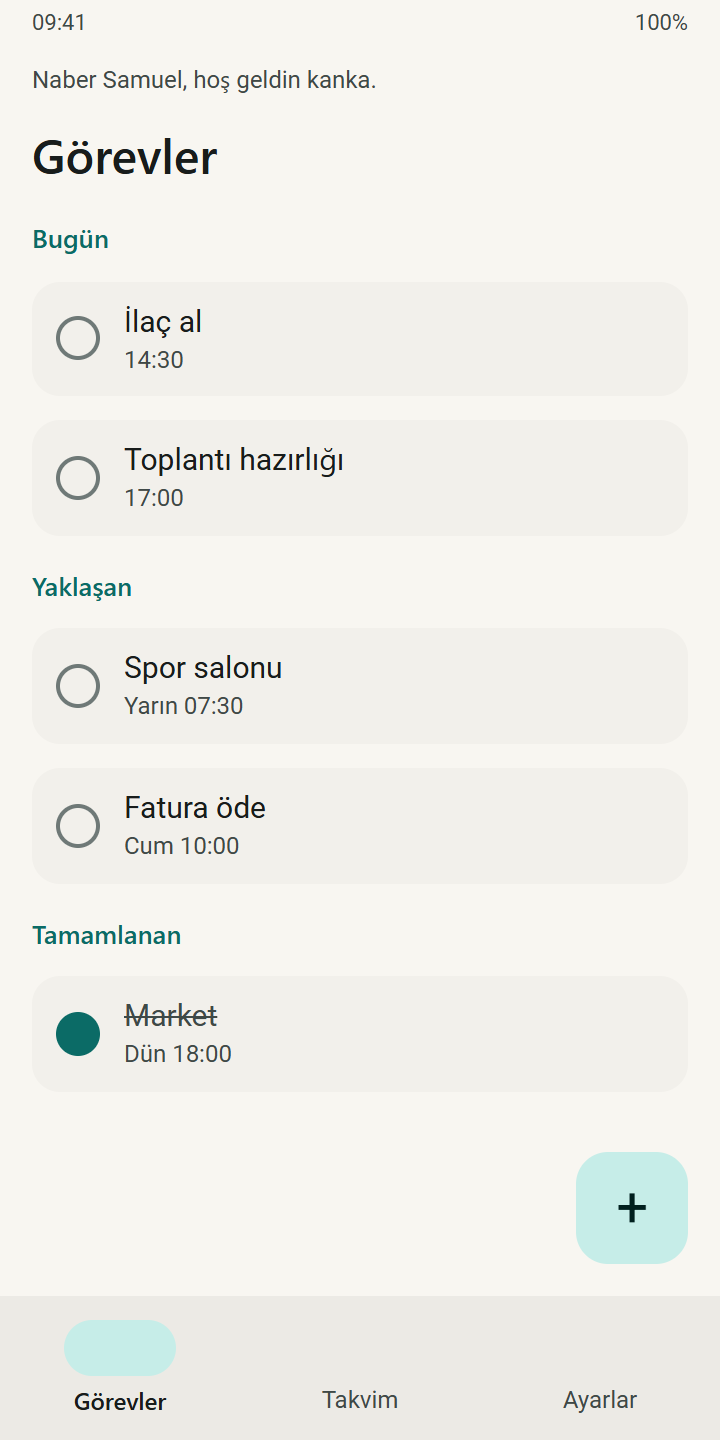 09:41 100%
Naber Samuel, hoş geldin kanka.
Görevler
Bugün
İlaç al
14:30
Toplantı hazırlığı
17:00
Yaklaşan
Spor salonu
Yarın 07:30
Fatura öde
Cum 10:00
Tamamlanan
Market
Dün 18:00
+
Görevler Takvim Ayarlar